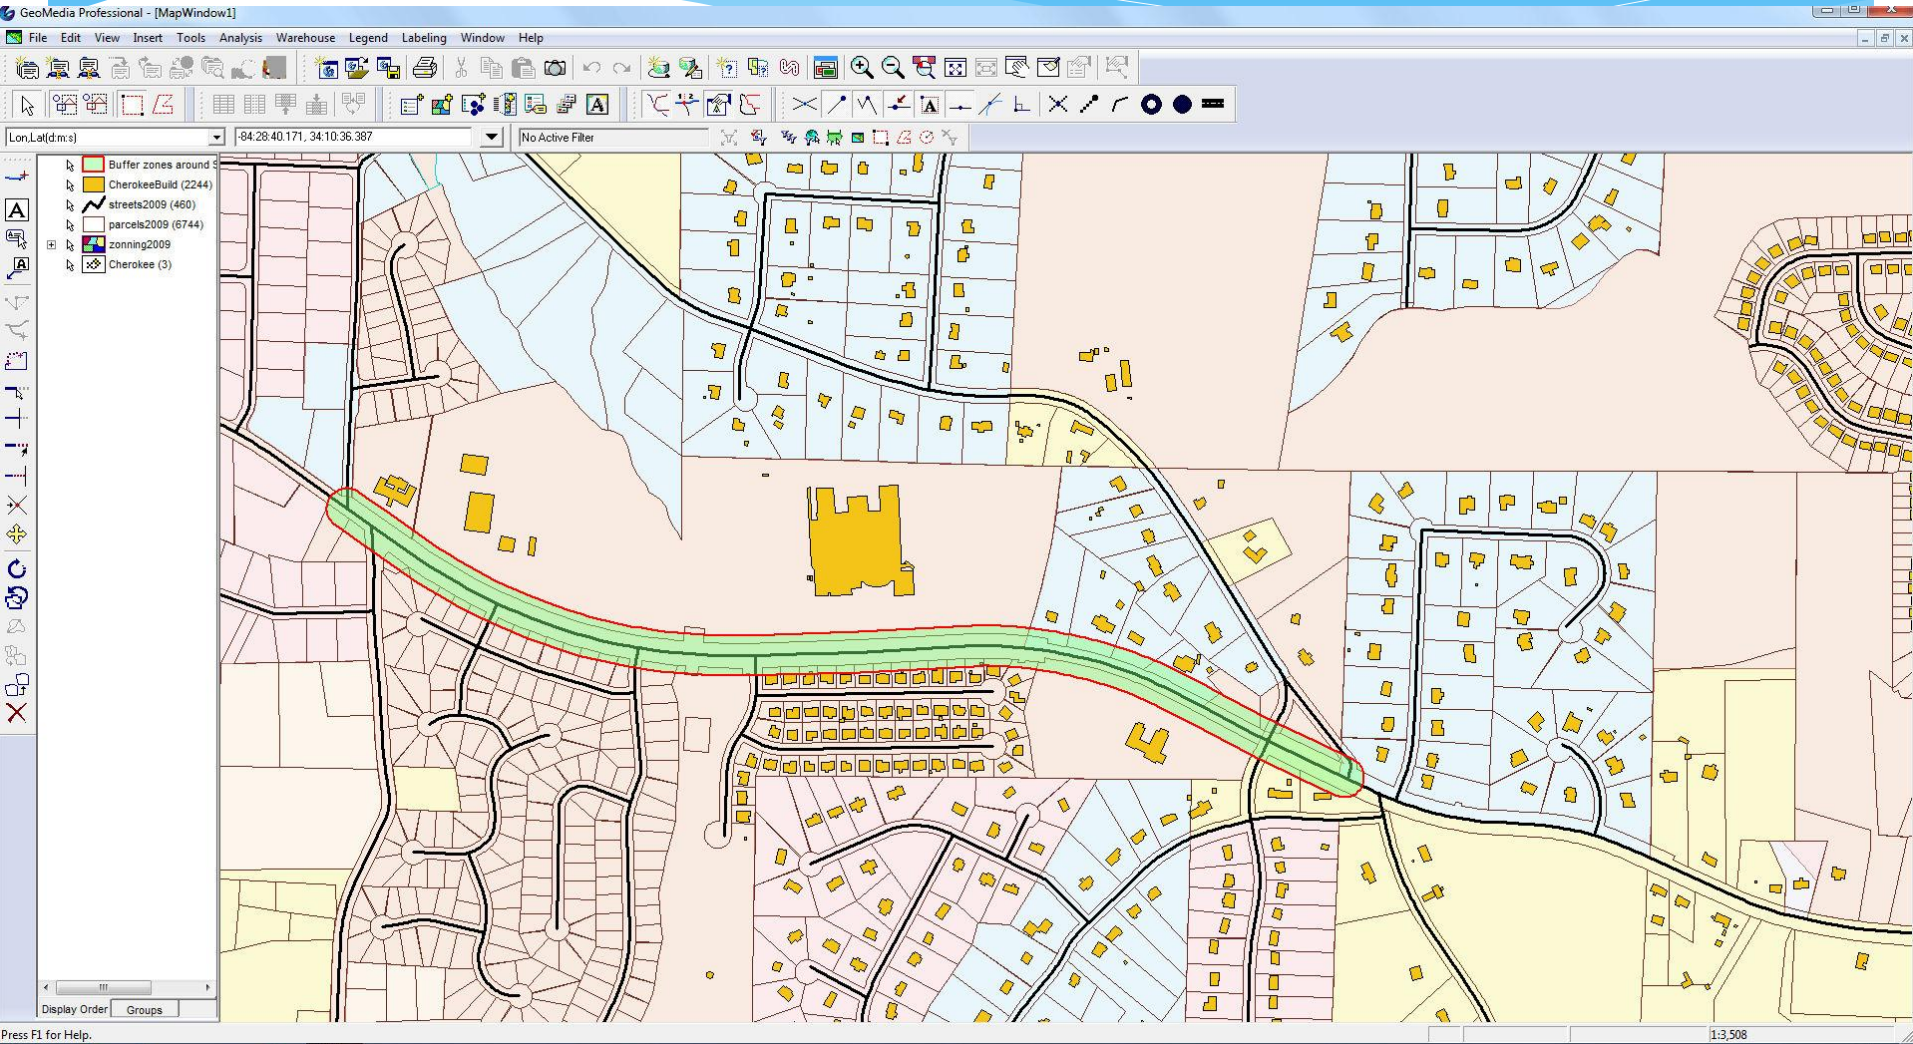 GeoMedia Professional - [MapWindow1]
File Edit View Insert Tools Analysis Warehouse Legend Labeling Window Help
Lon,Lat(d:m:s) -84:28:40.171, 34:10:36.387 No Active Filter
Buffer zones around S
CherokeeBuild (2244)
streets2009 (460)
parcels2009 (6744)
zonning2009
Cherokee (3)
Display Order Groups
Press F1 for Help. 1:3,508